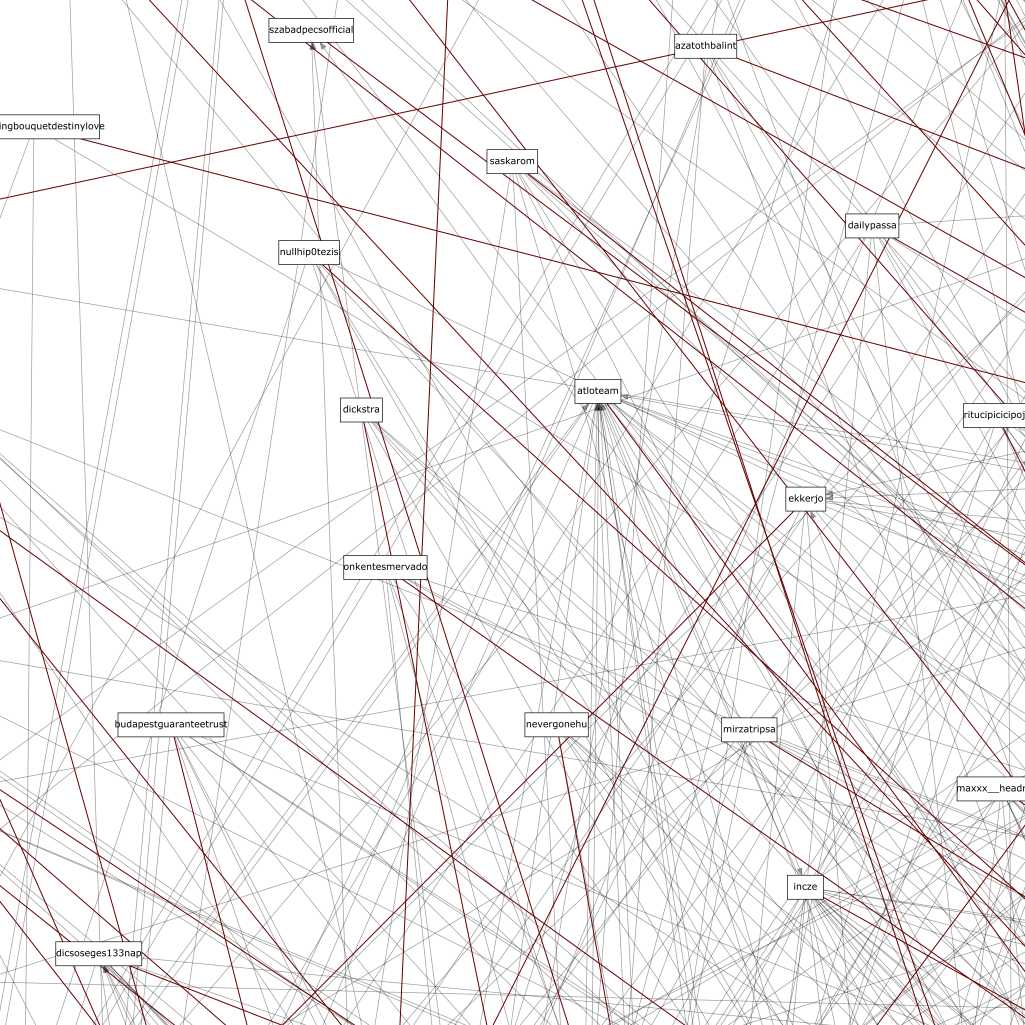 szabadpecsofficial
azatothbalint
ingbouquetdestinylove
saskarom
dailypassa
nullhip0tezis
atloteam
dickstra
ritucipicicipoj
ekkerjo
onkentesmervado
budapestguaranteetrust
nevergonehu
mirzatripsa
maxxx__headr
incze
dicsoseges133nap